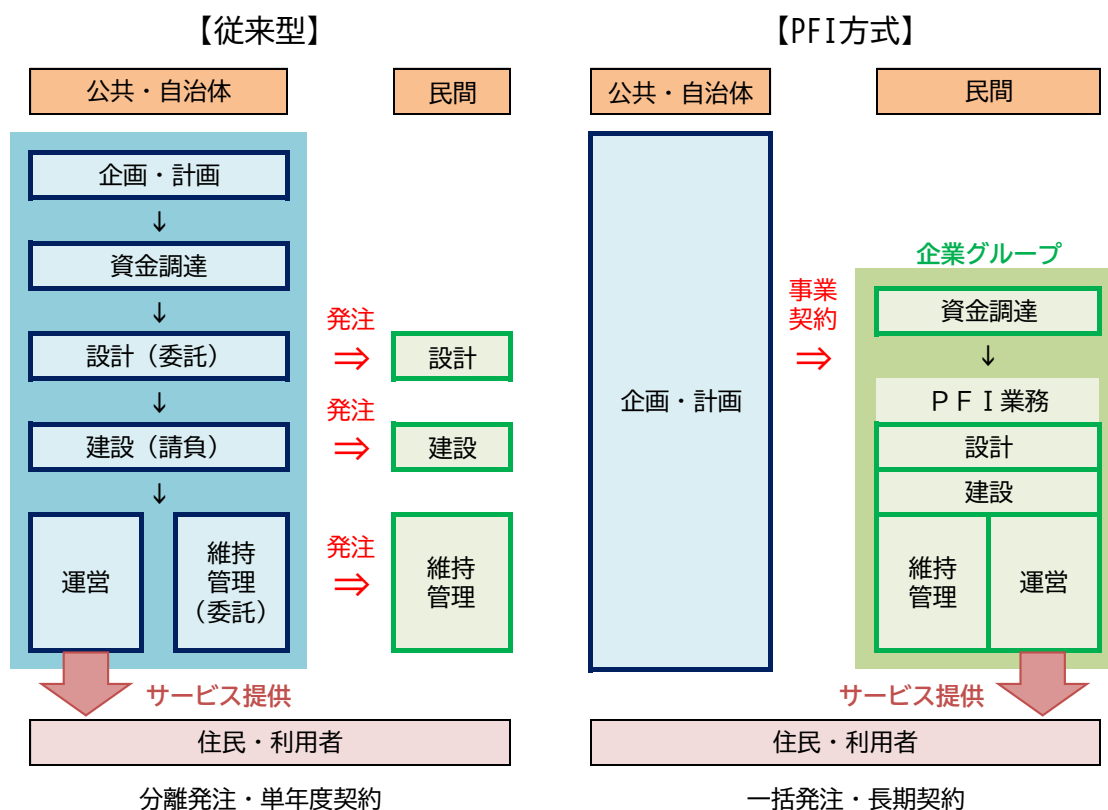 【従来型】
公共・自治体
民間
企画・計画
↓
資金調達
↓
設計（委託）
発注
⇒
設計
↓
建設（請負）
発注
⇒
建設
↓
運営
維持
管理
（委託）
発注
⇒
維持
管理
サービス提供
住民・利用者
分離発注・単年度契約
【PFI方式】
公共・自治体
民間
企画・計画
事業
契約
⇒
企業グループ
資金調達
↓
ＰＦＩ業務
設計
建設
維持
管理
運営
サービス提供
住民・利用者
一括発注・長期契約